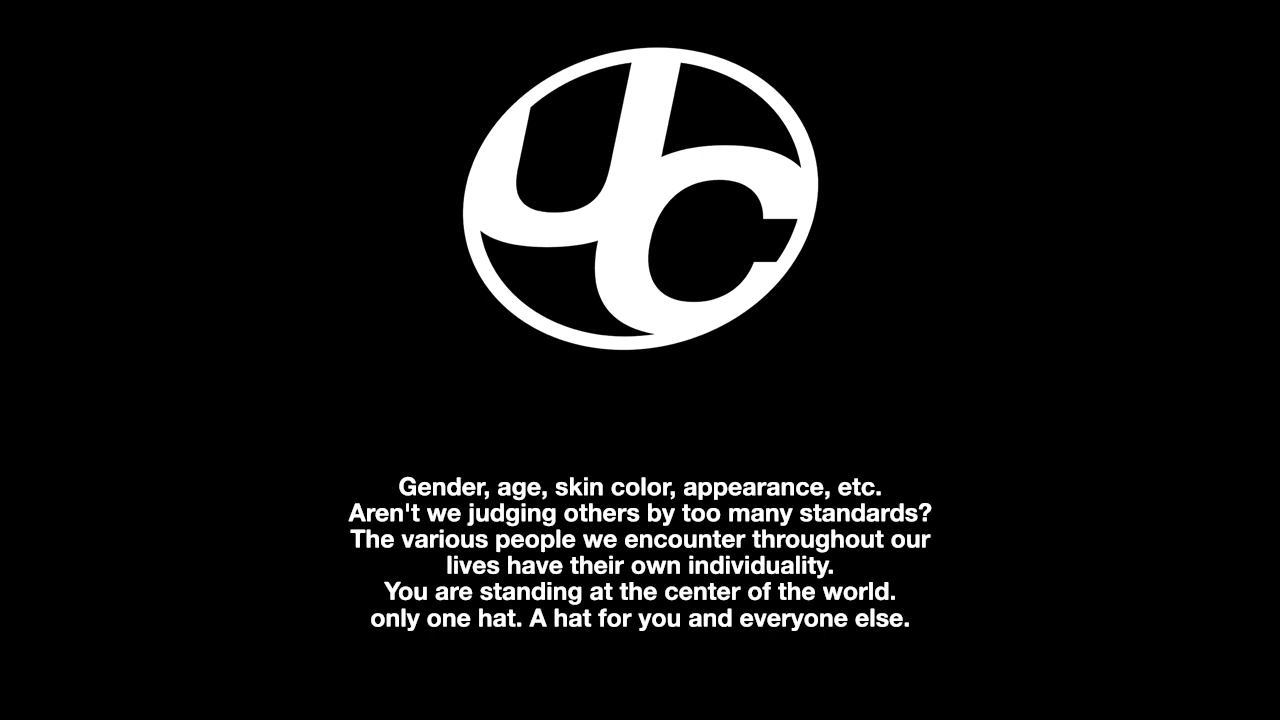 UC
Gender, age, skin color, appearance, etc.
Aren't we judging others by too many standards?
The various people we encounter throughout our
lives have their own individuality.
You are standing at the center of the world.
only one hat. A hat for you and everyone else.